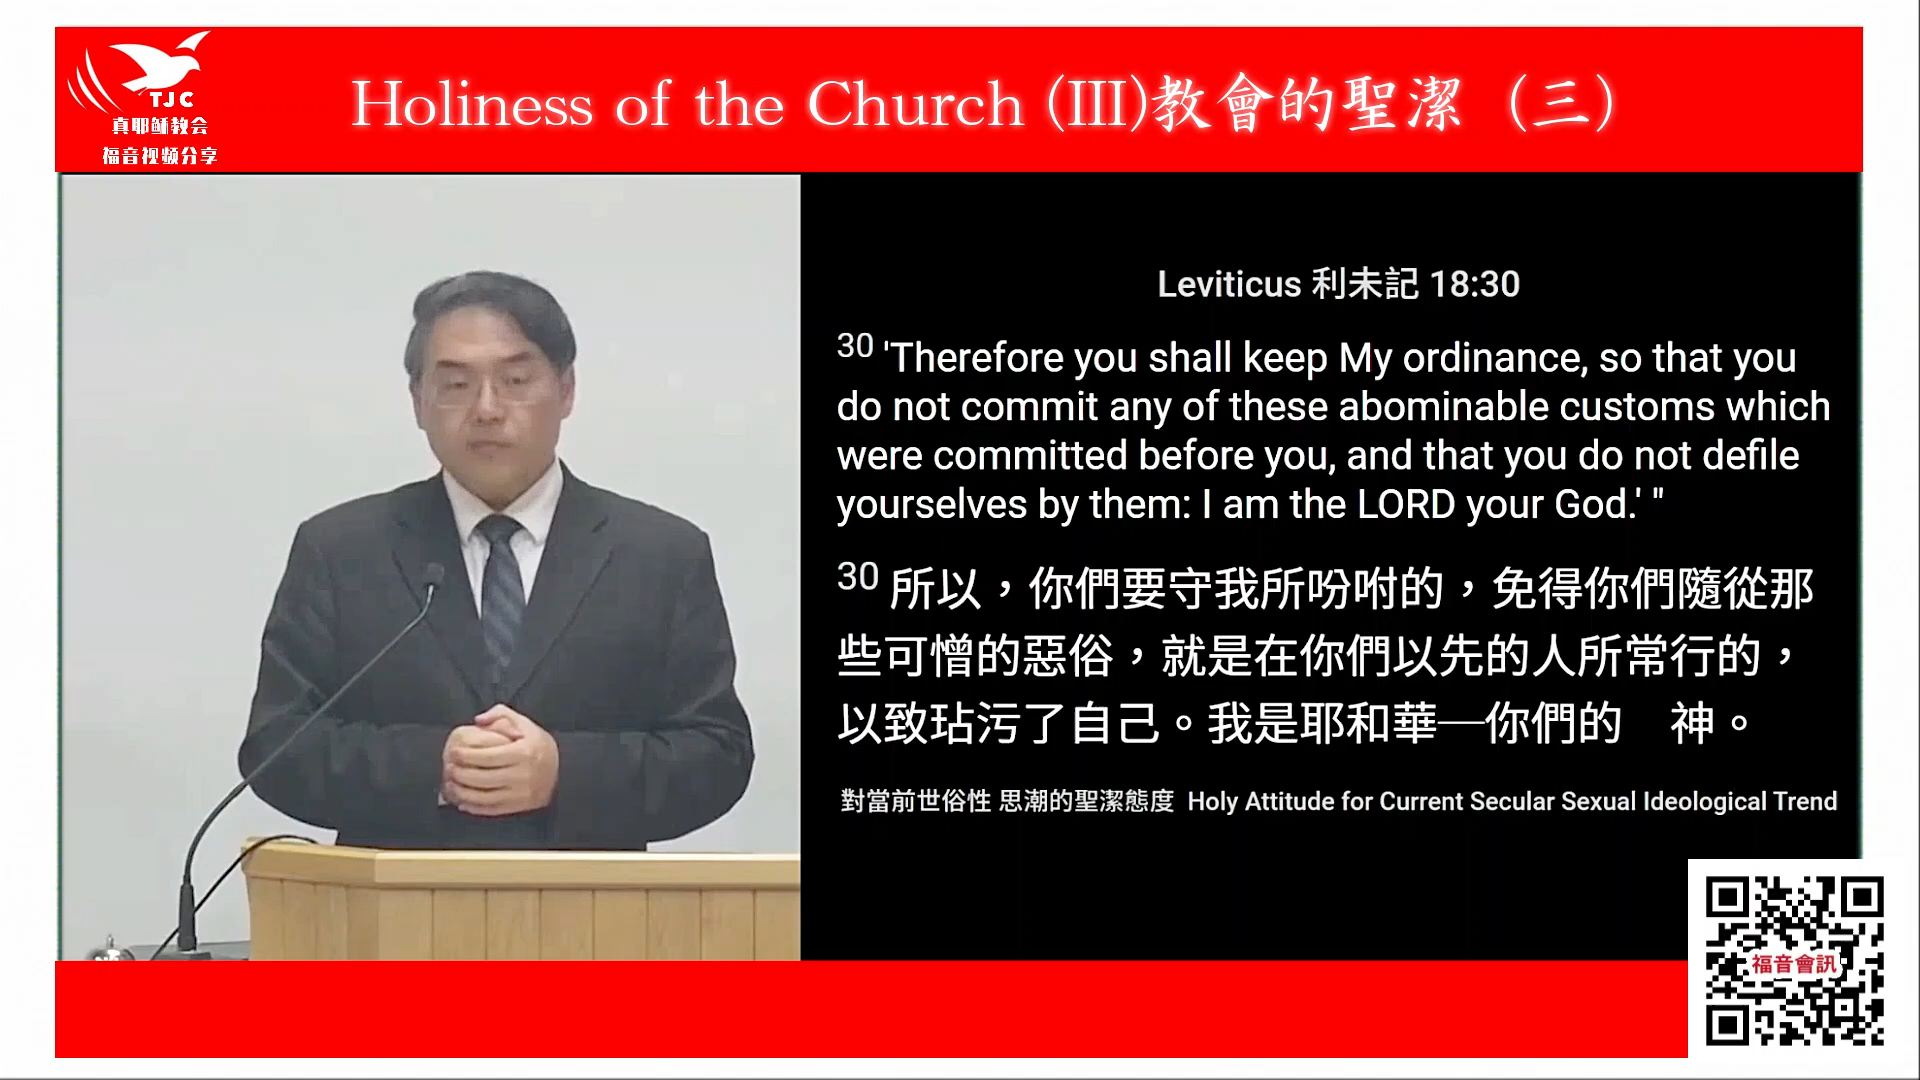 TJC
真耶稣教会
福音视频分享
Holiness of the Church (III)教會的聖潔（三）
Leviticus 利未記 18:30
30 'Therefore you shall keep My ordinance, so that you
do not commit any of these abominable customs which
were committed before you, and that you do not defile
yourselves by them: I am the LORD your God.' "
30 所以，你們要守我所吩咐的，免得你們隨從那
些可憎的惡俗，就是在你們以先的人所常行的，
以致玷污了自己。我是耶和華─你們的　神。
對當前世俗性 思潮的聖潔態度 Holy Attitude for Current Secular Sexual Ideological Trend
福音會訊